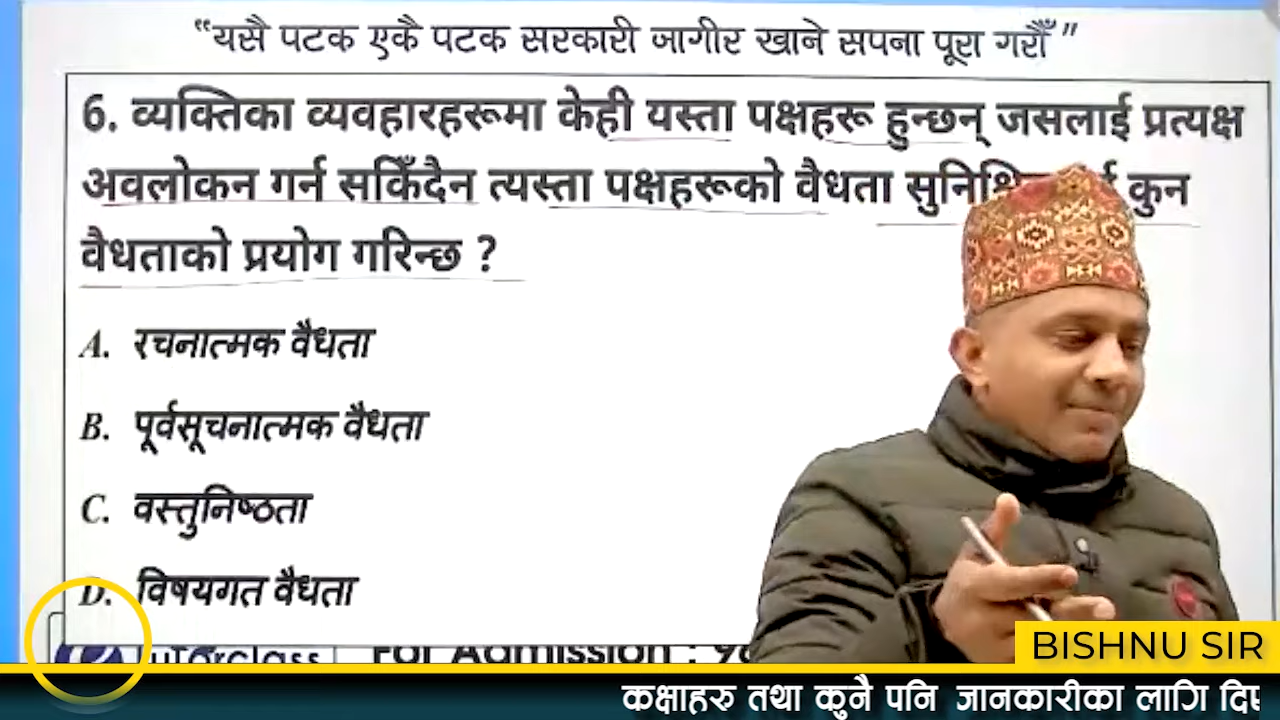 “यसै पटक एकै पटक सरकारी जागीर खाने सपना पूरा गरौँ ”
6. व्यक्तिका व्यवहारहरूमा केही यस्ता पक्षहरू हुन्छन् जसलाई प्रत्यक्ष
अवलोकन गर्न सकिँदैन त्यस्ता पक्षहरूको वैधता कुन
वैधताको प्रयोग गरिन्छ ?
A. रचनात्मक वैधता
B. पूर्वसूचनात्मक वैधता
C. वस्तुनिष्ठता
D. विषयगत वैधता
For Admission :
BISHNU SIR
कक्षाहरु तथा कुनै पनि जानकारीका लागि